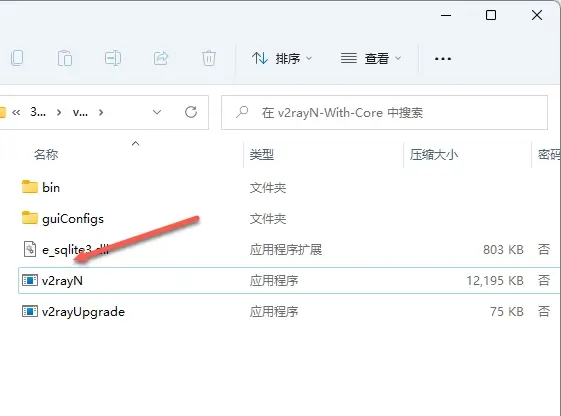 排序
查看
3...
v...
在 v2rayN-With-Core 中搜索
名称 类型 压缩大小 密码
bin 文件夹
guiConfigs 文件夹
e_sqlite3.dll 应用程序扩展 803 KB 否
v2rayN 应用程序 12,195 KB 否
v2rayUpgrade 应用程序 75 KB 否